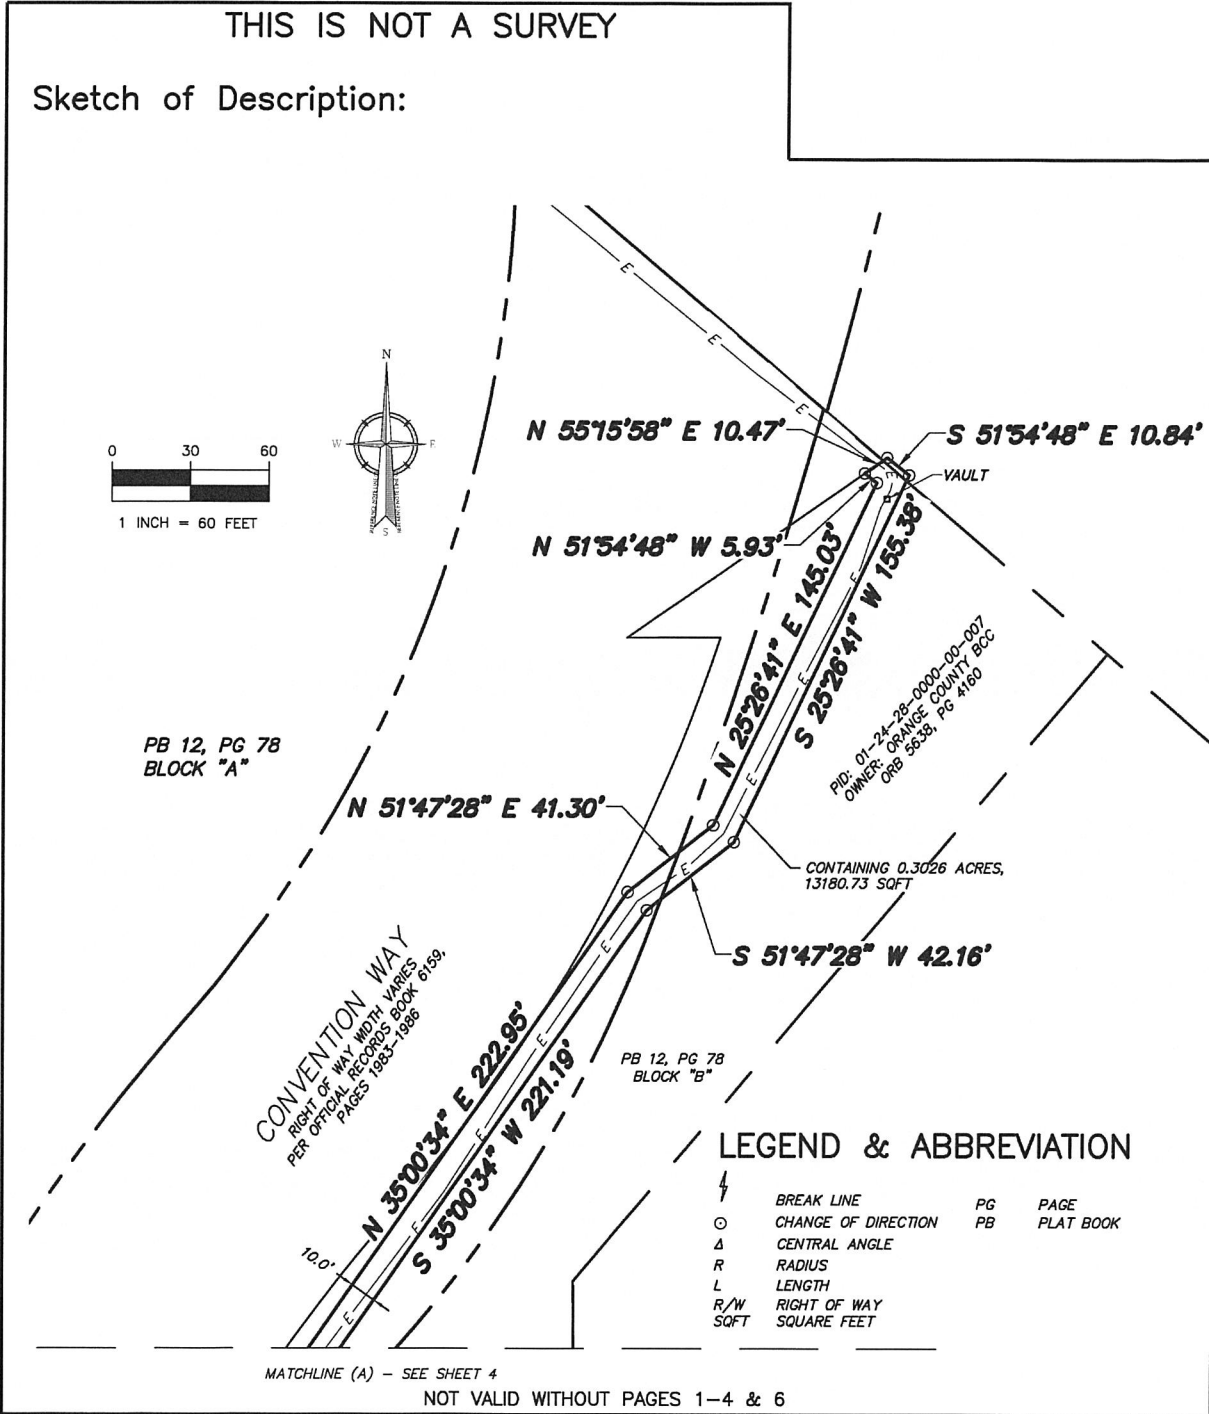 THIS IS NOT A SURVEY
Sketch of Description:
N
W
E
S
0 30 60
1 INCH = 60 FEET
E
E
E
N 55°15'58" E 10.47'
S 51°54'48" E 10.84'
E
VAULT
N 51°54'48" W 5.93'
E
N 25°26'41" E 145.03'
S 25°26'41" W 155.38'
E
E
PID: 01-24-28-0000-00-007
OWNER: ORANGE COUNTY BCC
ORB 5638, PG 4160
PB 12, PG 78
BLOCK "A"
N 51°47'28" E 41.30'
E
CONTAINING 0.3026 ACRES,
13180.73 SQFT
S 51°47'28" W 42.16'
E
CONVENTION WAY
RIGHT OF WAY WIDTH VARIES
PER OFFICIAL RECORDS BOOK 6159,
PAGES 1983-1986
E
N 35°00'34" E 222.95'
S 35°00'34" W 221.19'
E
E
E
PB 12, PG 78
BLOCK "B"
10.0'
LEGEND & ABBREVIATION
BREAK LINE PG PAGE
CHANGE OF DIRECTION PB PLAT BOOK
Δ CENTRAL ANGLE
R RADIUS
L LENGTH
R/W RIGHT OF WAY
SQFT SQUARE FEET
MATCHLINE (A) - SEE SHEET 4
NOT VALID WITHOUT PAGES 1-4 & 6